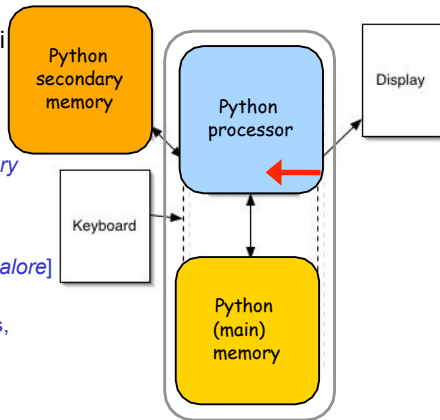 i
Python
secondary
memory
ry
Python
processor
Display
Keyboard
alore]
s,
Python
(main)
memory